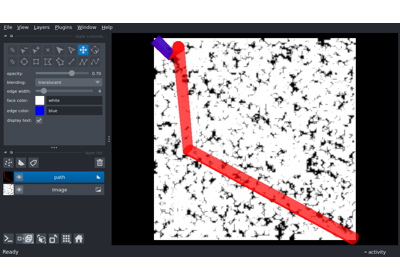 File View Layers Plugins Window Help
opacity: 0.70
blending: translucent
edge width:
face color: white
edge color: blue
display text:
path
Image
Ready
activity